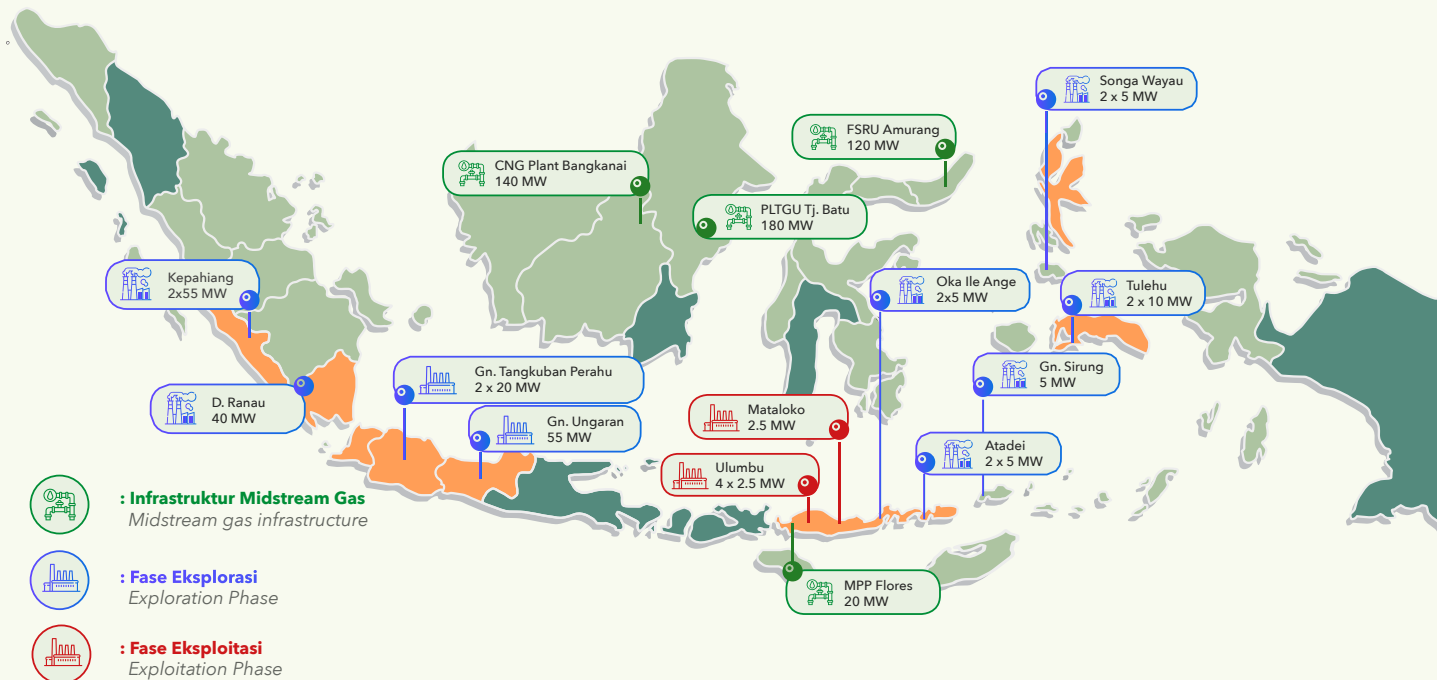 Songa Wayau
2 x 5 MW
FSRU Amurang
120 MW
CNG Plant Bangkanai
140 MW
PLTGU Tj. Batu
180 MW
Kepahiang
2x55 MW
Oka Ile Ange
2x5 MW
Tulehu
2 x 10 MW
Gn. Tangkuban Perahu
2 x 20 MW
Gn. Sirung
5 MW
D. Ranau
40 MW
Gn. Ungaran
55 MW
Mataloko
2.5 MW
Atadei
2 x 5 MW
Ulumbu
4 x 2.5 MW
MPP Flores
20 MW
: Infrastruktur Midstream Gas
Midstream gas infrastructure
: Fase Eksplorasi
Exploration Phase
: Fase Eksploitasi
Exploitation Phase